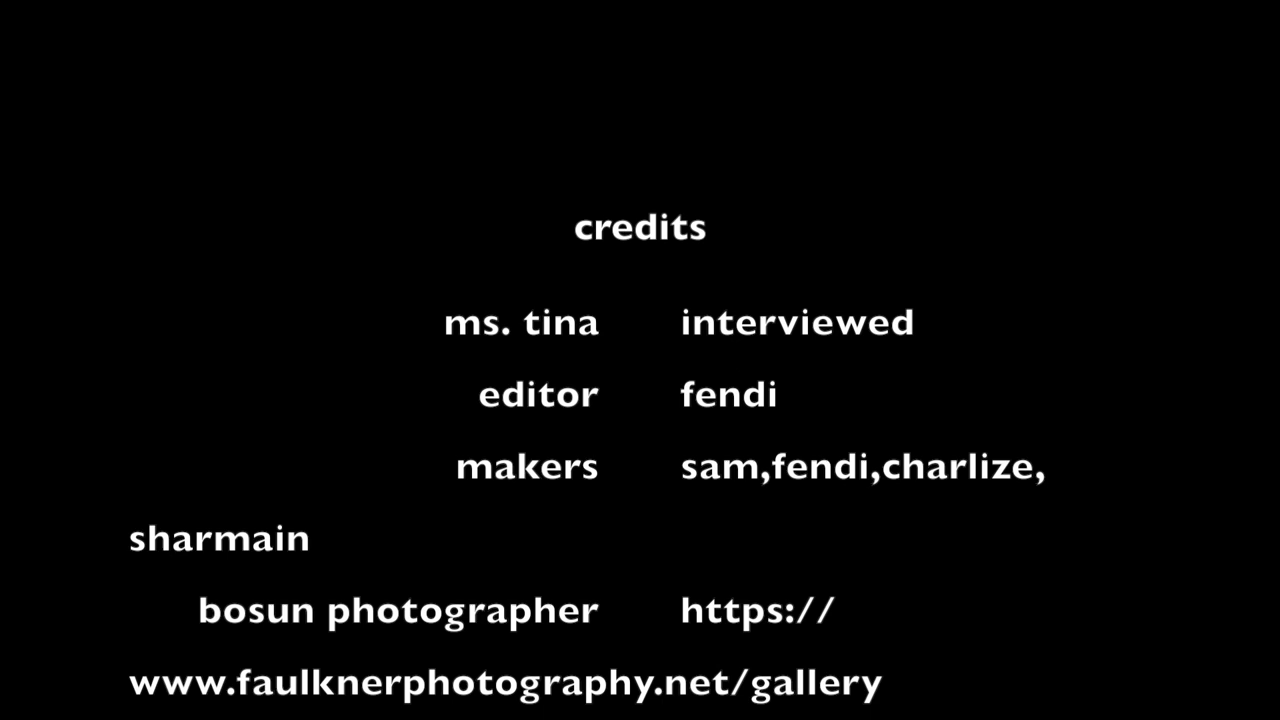 credits
ms. tina interviewed
editor fendi
makers sam,fendi,charlize,
sharmain
bosun photographer https://
www.faulknerphotography.net/gallery